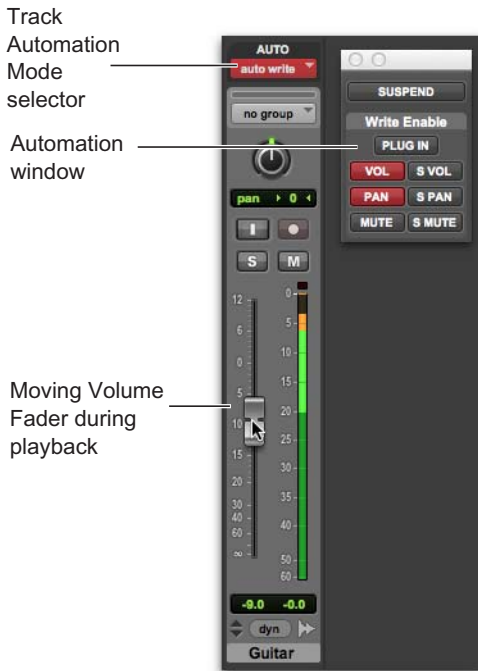 Track
Automation
Mode
selector
Automation
window
Moving Volume
Fader during
playback
AUTO
auto write
no group
pan 0
I
S M
12
6
0
5
10
15
20
30
40
60
∞
0
5
10
15
20
25
30
35
40
50
60
-9.0 -0.0
dyn
Guitar
SUSPEND
Write Enable
PLUG IN
VOL S VOL
PAN S PAN
MUTE S MUTE